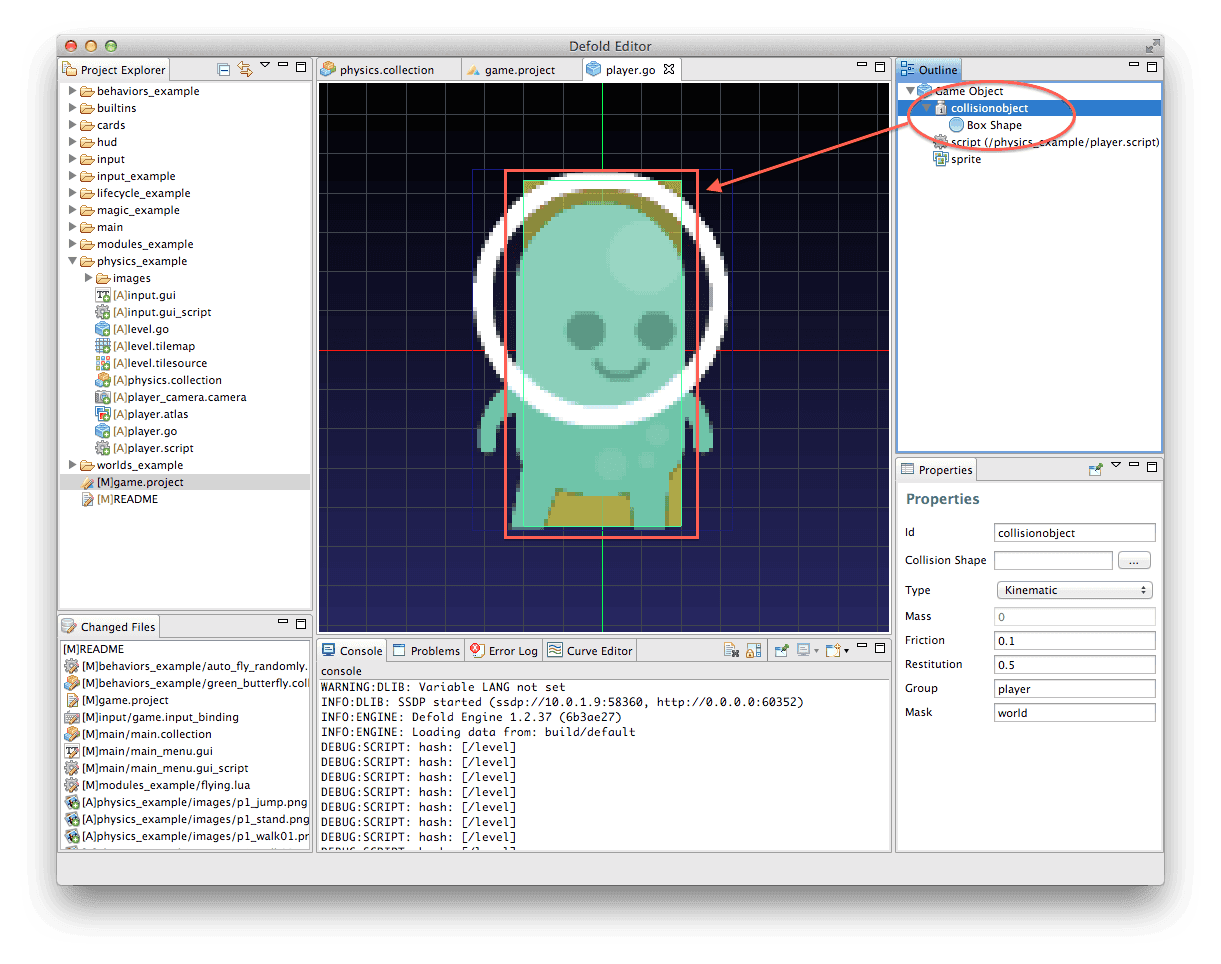 Defold Editor
Project Explorer
behaviors_example
builtins
cards
hud
input
input_example
lifecycle_example
magic_example
main
modules_example
physics_example
images
[A]input.gui
[A]input.gui_script
[A]level.go
[A]level.tilemap
[A]level.tilesource
[A]physics.collection
[A]player_camera.camera
[A]player.atlas
[A]player.go
[A]player.script
worlds_example
[M]game.project
[M]README
Changed Files
[M]README
[M]behaviors_example/auto_fly_randomly.
[M]behaviors_example/green_butterfly.coll
[M]game.project
[M]input/game.input_binding
[M]main/main.collection
[M]main/main_menu.gui
[M]main/main_menu.gui_script
[M]modules_example/flying.lua
[A]physics_example/images/p1_jump.png
[A]physics_example/images/p1_stand.png
[A]physics_example/images/p1_walk01.pr
physics.collection
game.project
player.go
Console
Problems
Error Log
Curve Editor
console
WARNING:DLIB: Variable LANG not set
INFO:DLIB: SSDP started (ssdp://10.0.1.9:58360, http://0.0.0.0:60352)
INFO:ENGINE: Defold Engine 1.2.37 (6b3ae27)
INFO:ENGINE: Loading data from: build/default
DEBUG:SCRIPT: hash: [/level]
DEBUG:SCRIPT: hash: [/level]
DEBUG:SCRIPT: hash: [/level]
DEBUG:SCRIPT: hash: [/level]
DEBUG:SCRIPT: hash: [/level]
DEBUG:SCRIPT: hash: [/level]
DEBUG:SCRIPT: hash: [/level]
Outline
Game Object
collisionobject
Box Shape
script (/physics_example/player.script)
sprite
Properties
Properties
Id collisionobject
Collision Shape ...
Type Kinematic
Mass 0
Friction 0.1
Restitution 0.5
Group player
Mask world